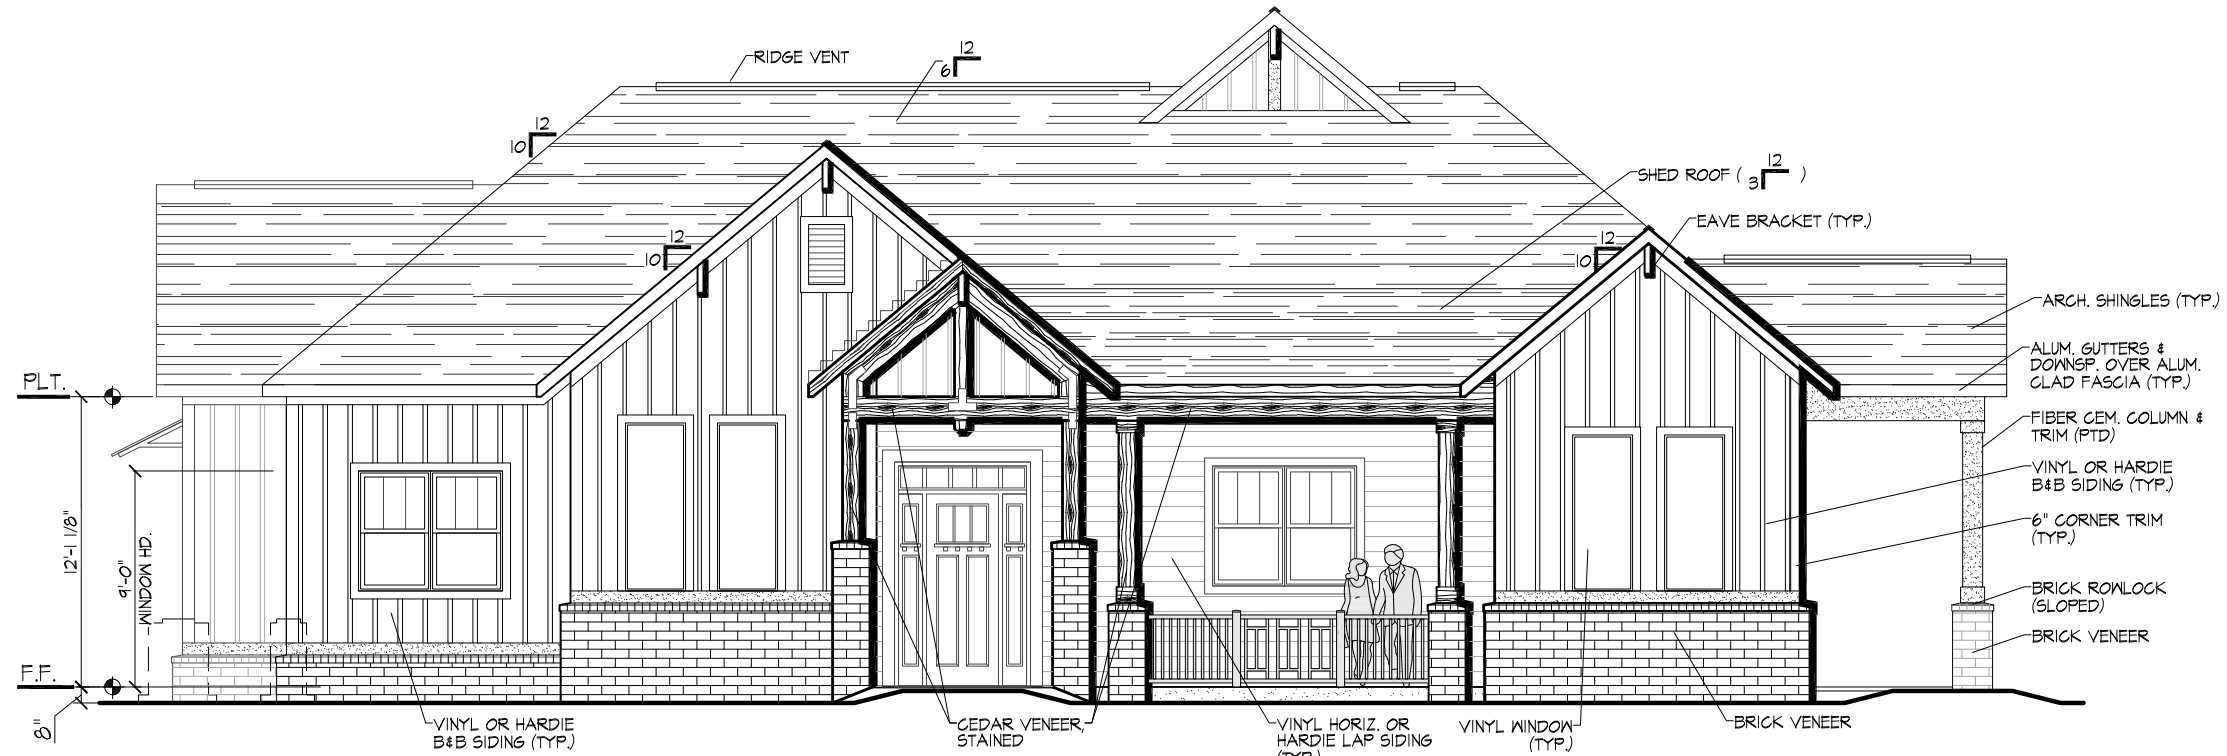 RIDGE VENT
12
6
12
10
12
SHED ROOF ( 3 )
EAVE BRACKET (TYP.)
12
10
12
10
ARCH. SHINGLES (TYP.)
ALUM. GUTTERS &
DOWNSP. OVER ALUM.
CLAD FASCIA (TYP.)
PLT.
FIBER CEM. COLUMN &
TRIM (PTD)
VINYL OR HARDIE
B&B SIDING (TYP.)
6" CORNER TRIM
(TYP.)
12'-1 1/8"
9'-0"
WINDOW HD.
BRICK ROWLOCK
(SLOPED)
BRICK VENEER
F.F.
8"
VINYL OR HARDIE
B&B SIDING (TYP.)
CEDAR VENEER,
STAINED
VINYL HORIZ. OR
HARDIE LAP SIDING
(TYP.)
VINYL WINDOW
(TYP.)
BRICK VENEER